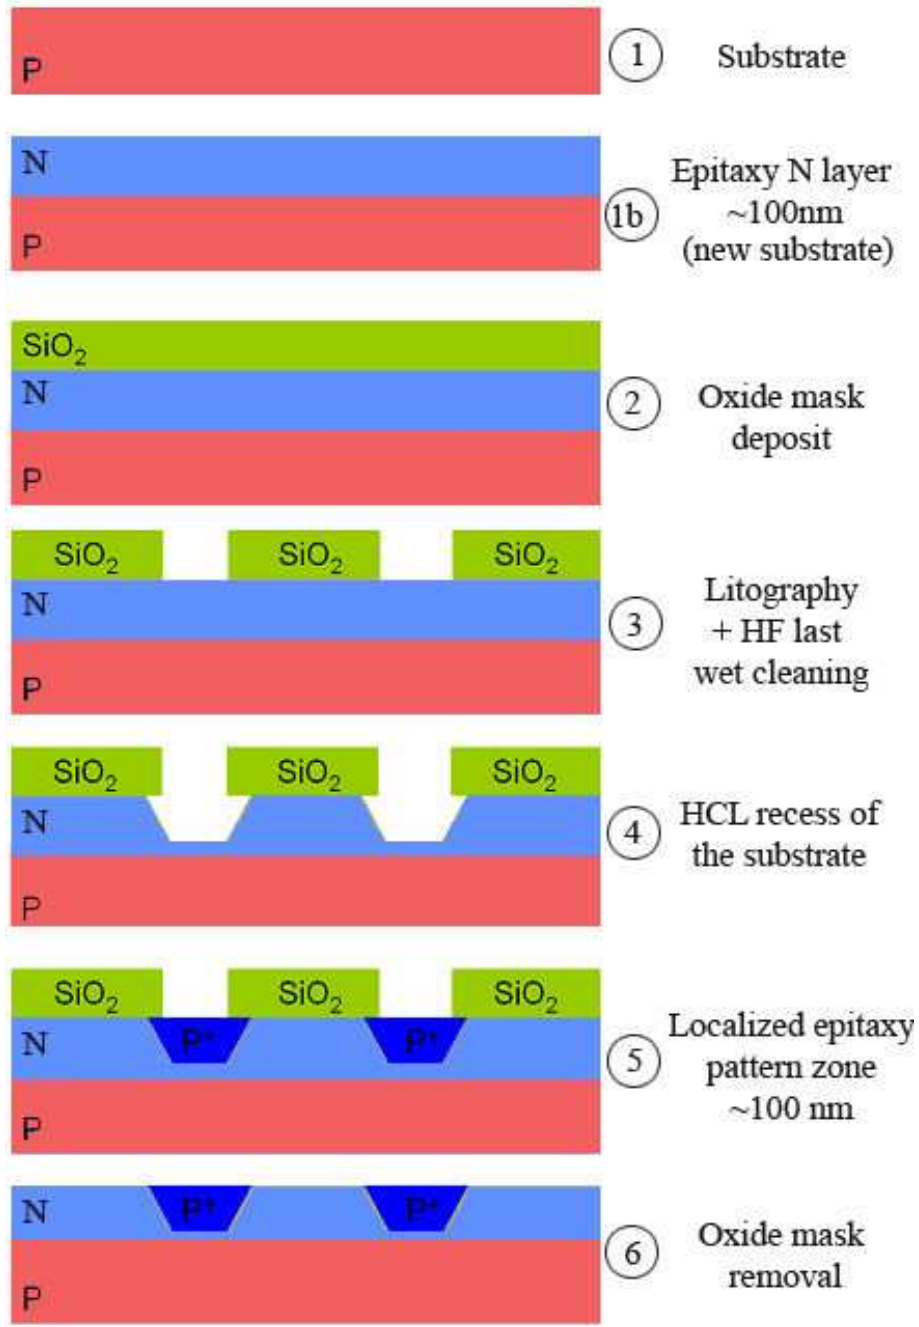 P
1
Substrate
N
P
1b
Epitaxy N layer
~100nm
(new substrate)
SiO2
N
P
2
Oxide mask
deposit
SiO2 SiO2 SiO2
N
P
3
Litography
+ HF last
wet cleaning
SiO2 SiO2 SiO2
N
P
4
HCL recess of
the substrate
SiO2 SiO2 SiO2
N P+ P+
P
5
Localized epitaxy
pattern zone
~100 nm
N P+ P+
P
6
Oxide mask
removal